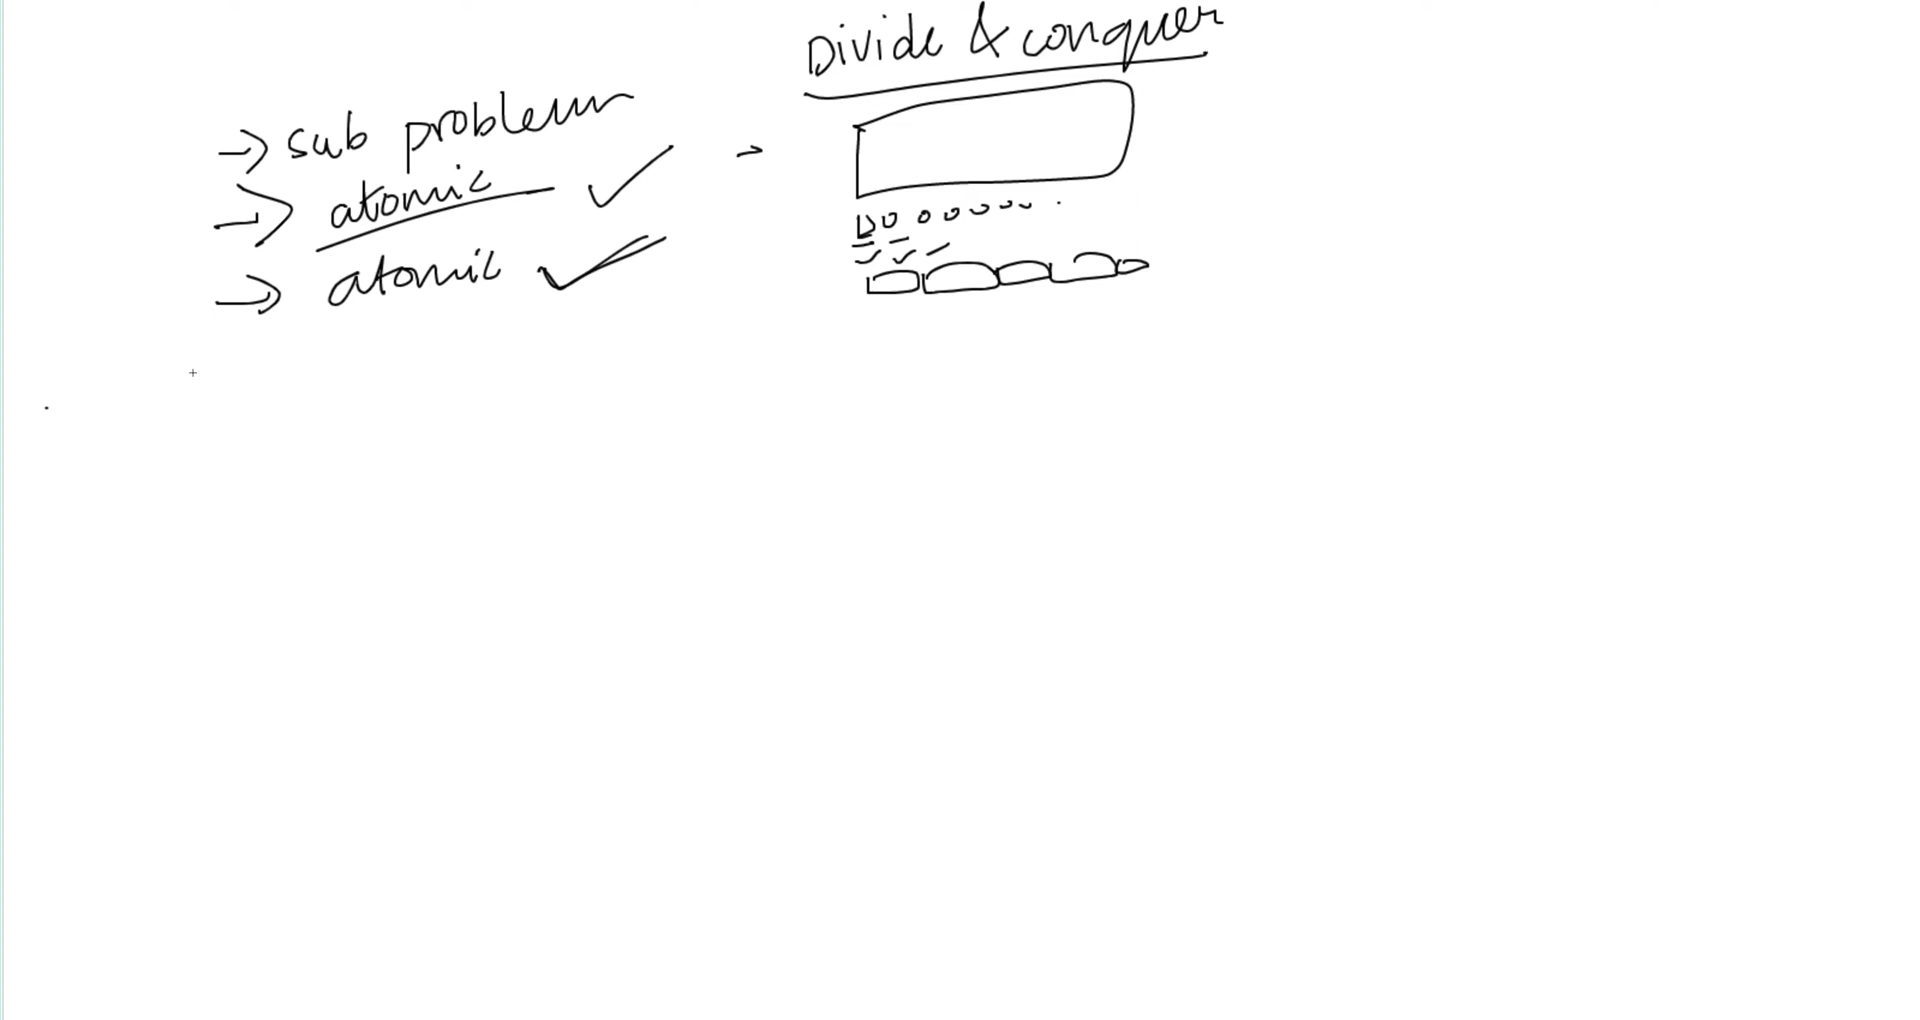 Divide & conquer
→ sub problem
→ atomic ✓
→ atomic ✓